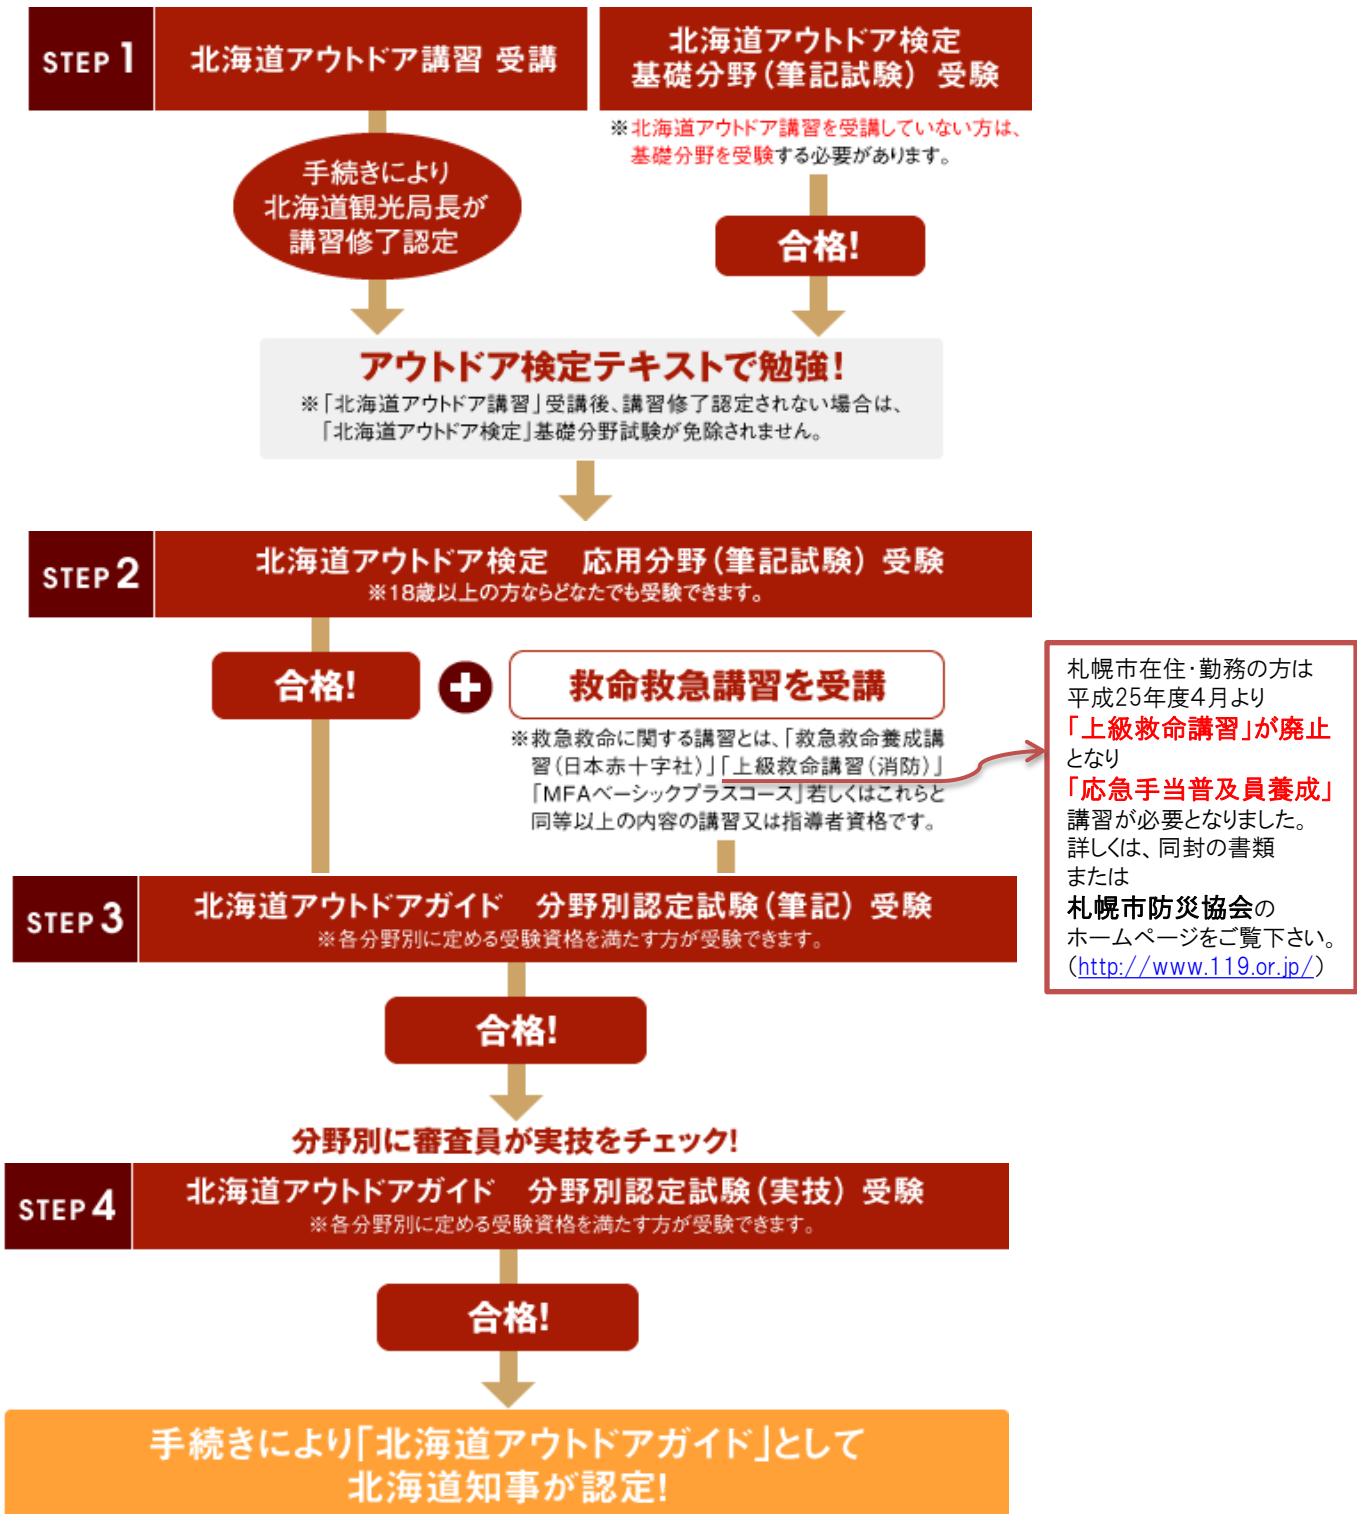 STEP 1
北海道アウトドア講習 受講
北海道アウトドア検定
基礎分野(筆記試験) 受験
※北海道アウトドア講習を受講していない方は、
基礎分野を受験する必要があります。
手続きにより
北海道観光局長が
講習修了認定
合格!
アウトドア検定テキストで勉強!
※「北海道アウトドア講習」受講後、講習修了認定されない場合は、
「北海道アウトドア検定」基礎分野試験が免除されません。
STEP 2
北海道アウトドア検定　応用分野(筆記試験) 受験
※18歳以上の方ならどなたでも受験できます。
合格!
救命救急講習を受講
※救急救命に関する講習とは、「救急救命養成講
習(日本赤十字社)」「上級救命講習(消防)」
「MFAベーシックプラスコース」若しくはこれらと
同等以上の内容の講習又は指導者資格です。
札幌市在住・勤務の方は
平成25年度4月より
「上級救命講習」が廃止
となり
「応急手当普及員養成」
講習が必要となりました。
詳しくは、同封の書類
または
札幌市防災協会の
ホームページをご覧下さい。
(http://www.119.or.jp/)
STEP 3
北海道アウトドアガイド　分野別認定試験(筆記) 受験
※各分野別に定める受験資格を満たす方が受験できます。
合格!
分野別に審査員が実技をチェック!
STEP 4
北海道アウトドアガイド　分野別認定試験(実技) 受験
※各分野別に定める受験資格を満たす方が受験できます。
合格!
手続きにより「北海道アウトドアガイド」として
北海道知事が認定!